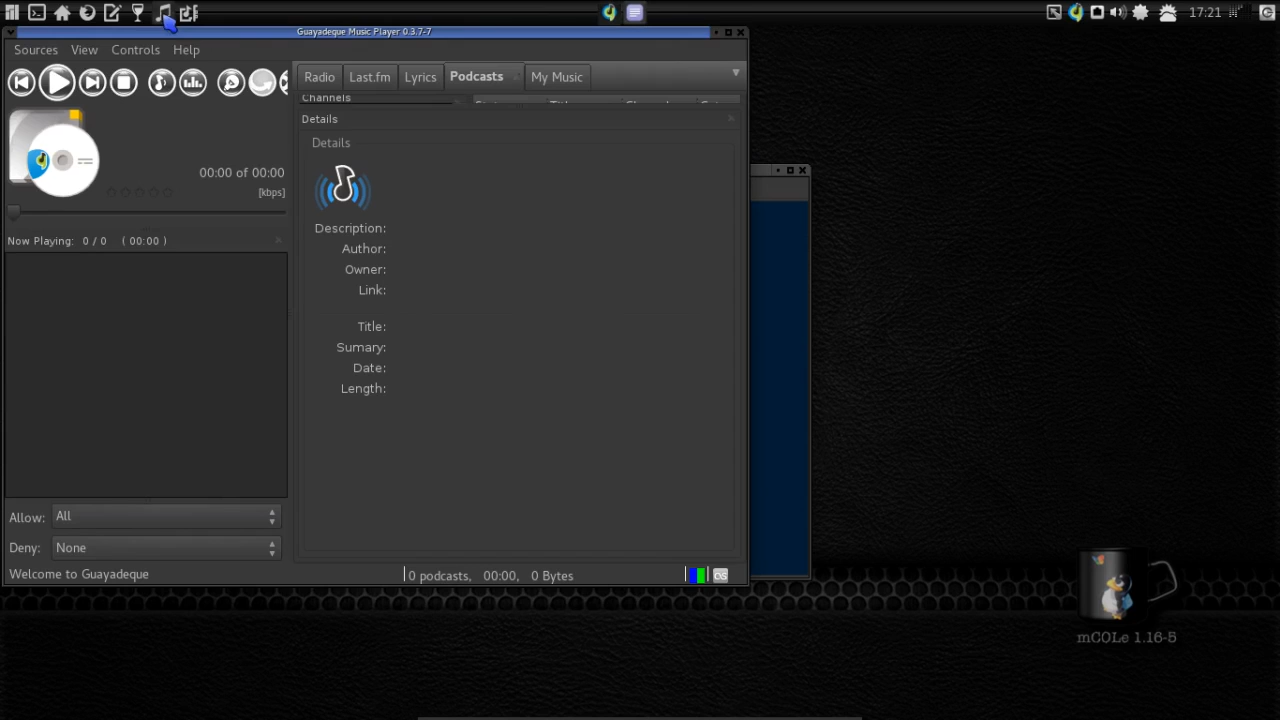 17:21
Guayadeque Music Player 0.3.7-7
Sources View Controls Help
Radio Last.fm Lyrics Podcasts My Music
Channels
Details
Details
00:00 of 00:00
[kbps]
Description:
Now Playing: 0 / 0 ( 00:00 )
Author:
Owner:
Link:
Title:
Sumary:
Date:
Length:
Allow: All
Deny: None
Welcome to Guayadeque
0 podcasts, 00:00, 0 Bytes
mCOLe 1.16-5